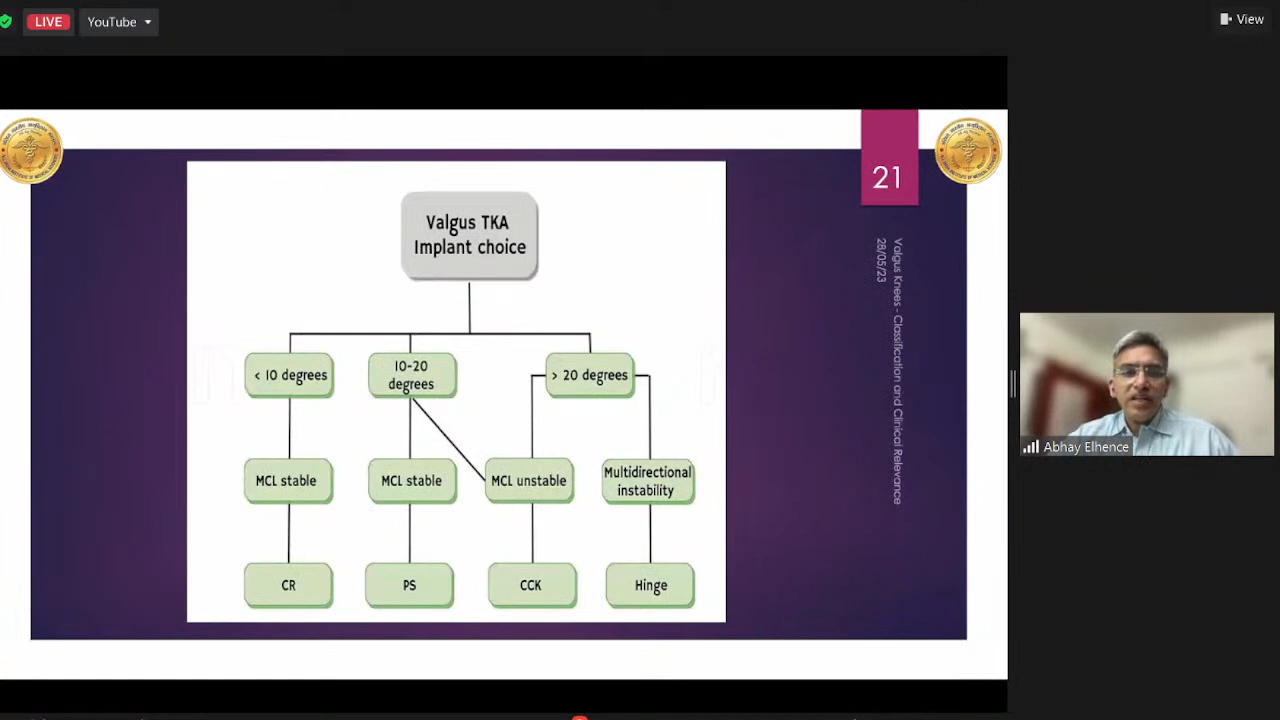 LIVE
YouTube
View
21
Valgus Knees - Classification and Clinical Relevance
28/05/23
Valgus TKA
Implant choice
< 10 degrees
10-20
degrees
> 20 degrees
MCL stable
MCL stable
MCL unstable
Multidirectional
instability
CR
PS
CCK
Hinge
Abhay Elhence